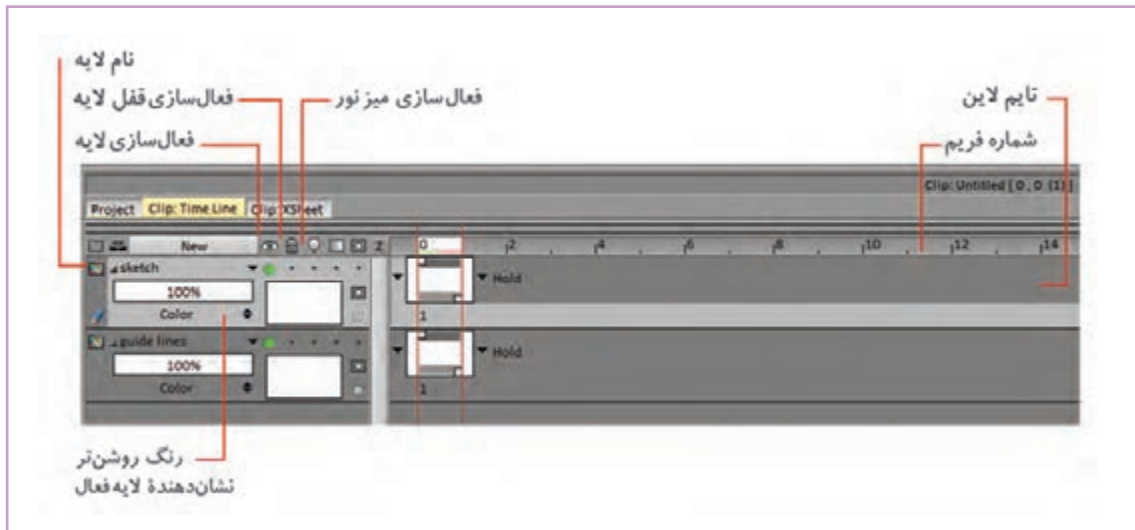 نام لایه
فعال‌سازی قفل لایه
فعال‌سازی میز نور
تایم لاین
فعال‌سازی لایه
شماره فریم
Clip: Untitled [ 0 , 0 (1) ]
Project Clip: Time Line Clip: XSheet
New Z 0 2 4 6 8 10 12 14
sketch
Hold
100%
Color 1
guide lines
Hold
100%
Color 1
رنگ روشن‌تر
نشان‌دهندهٔ لایه فعال